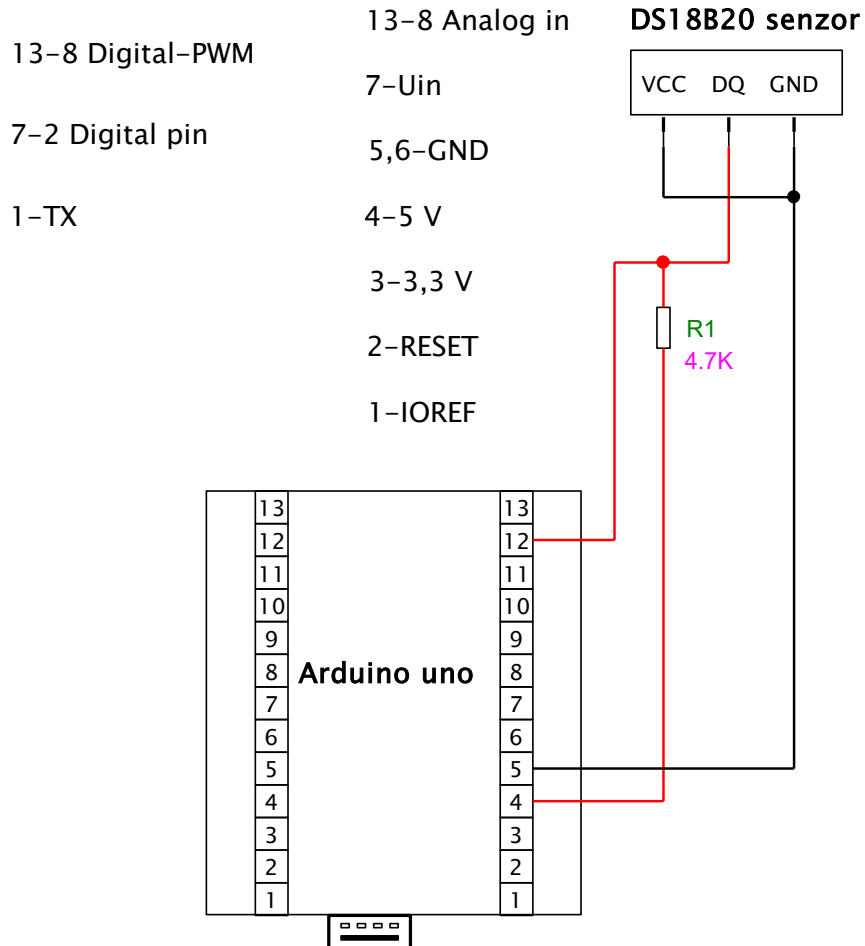 13-8 Digital-PWM
7-2 Digital pin
1-TX
13-8 Analog in
7-Uin
5,6-GND
4-5 V
3-3,3 V
2-RESET
1-IOREF
DS18B20 senzor
VCC DQ GND
R1
4.7K
13
12
11
10
9
8
7
6
5
4
3
2
1
Arduino uno
13
12
11
10
9
8
7
6
5
4
3
2
1